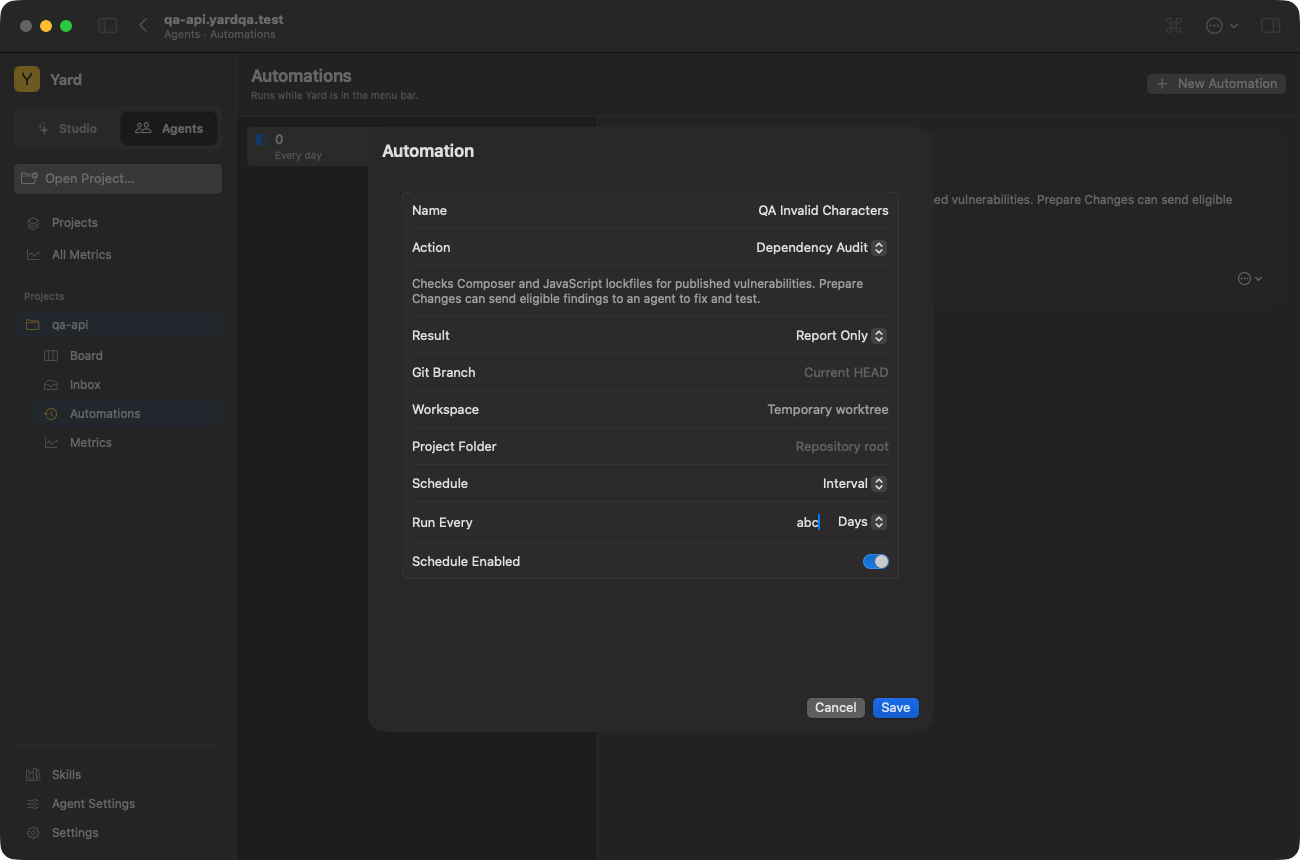 qa-api.yardqa.test
Agents · Automations
Y Yard
Studio
Agents
Open Project...
Projects
All Metrics
Projects
qa-api
Board
Inbox
Automations
Metrics
Skills
Agent Settings
Settings
Automations
Runs while Yard is in the menu bar.
New Automation
0
Every day
ed vulnerabilities. Prepare Changes can send eligible
Automation
Name QA Invalid Characters
Action Dependency Audit
Checks Composer and JavaScript lockfiles for published vulnerabilities. Prepare
Changes can send eligible findings to an agent to fix and test.
Result Report Only
Git Branch Current HEAD
Workspace Temporary worktree
Project Folder Repository root
Schedule Interval
Run Every abc Days
Schedule Enabled
Cancel Save